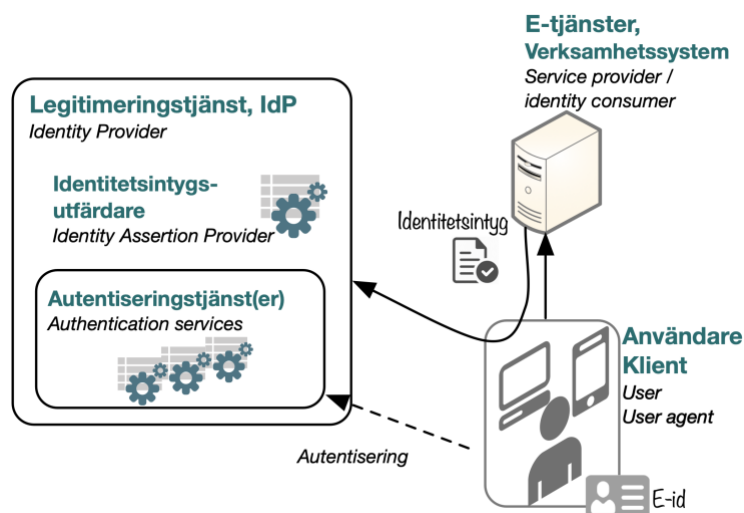 E-tjänster,
Verksamhetssystem
Service provider /
identity consumer
Legitimeringstjänst, IdP
Identity Provider
Identitetsintygs-
utfärdare
Identity Assertion Provider
Identitetsintyg
Autentiseringstjänst(er)
Authentication services
Användare
Klient
User
User agent
Autentisering
E-id